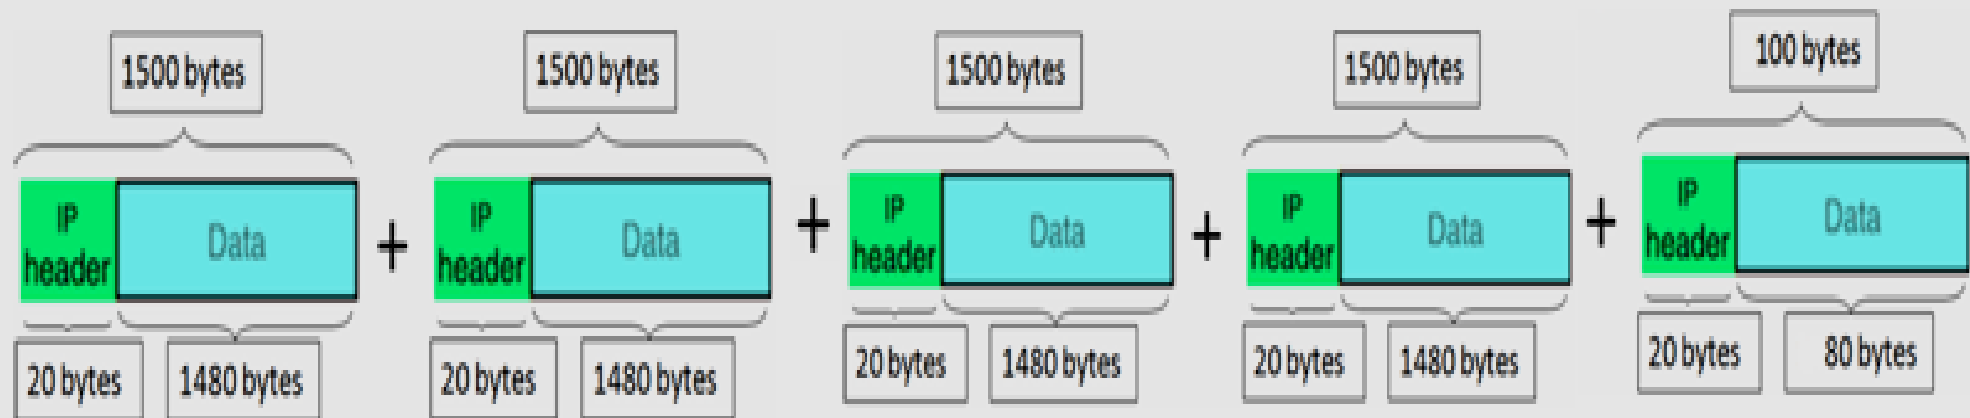 1500 bytes
1500 bytes
1500 bytes
1500 bytes
100 bytes
IP
header
Data
+
IP
header
Data
+
IP
header
Data
+
IP
header
Data
+
IP
header
Data
20 bytes
1480 bytes
20 bytes
1480 bytes
20 bytes
1480 bytes
20 bytes
1480 bytes
20 bytes
80 bytes